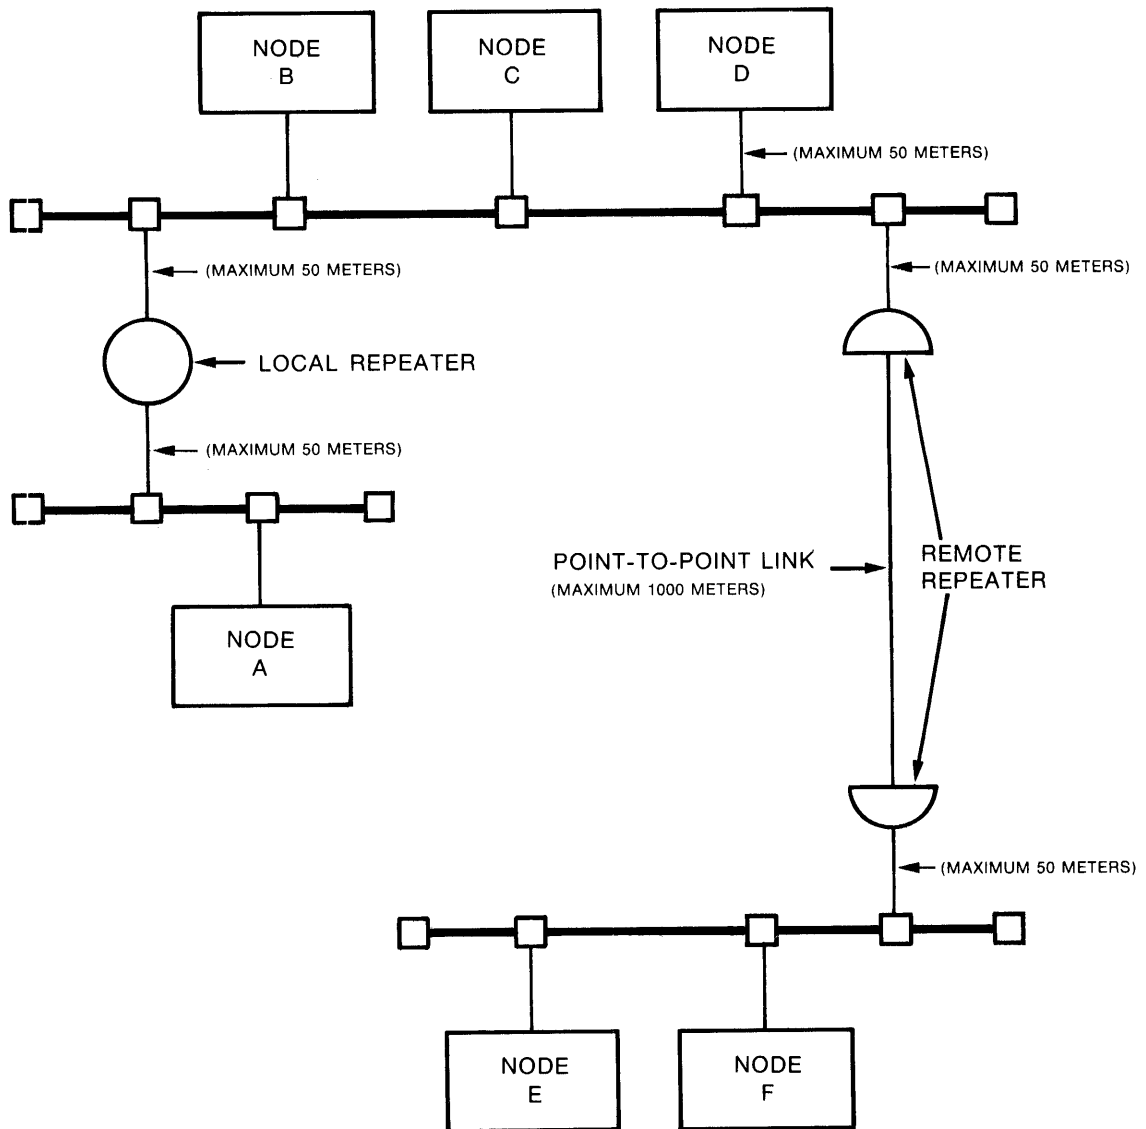 NODE
B
NODE
C
NODE
D
(MAXIMUM 50 METERS)
(MAXIMUM 50 METERS)
(MAXIMUM 50 METERS)
LOCAL REPEATER
(MAXIMUM 50 METERS)
POINT-TO-POINT LINK
(MAXIMUM 1000 METERS)
REMOTE
REPEATER
NODE
A
(MAXIMUM 50 METERS)
NODE
E
NODE
F